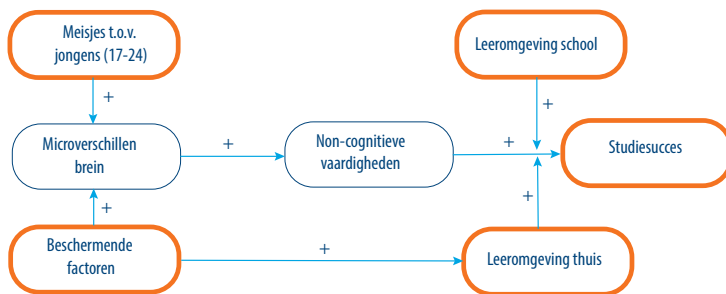 Meisjes t.o.v.
jongens (17-24)
Leeromgeving school
+
+
Microverschillen
brein
+
Non-cognitieve
vaardigheden
+
Studiesucces
+
+
Beschermende
factoren
+
Leeromgeving thuis